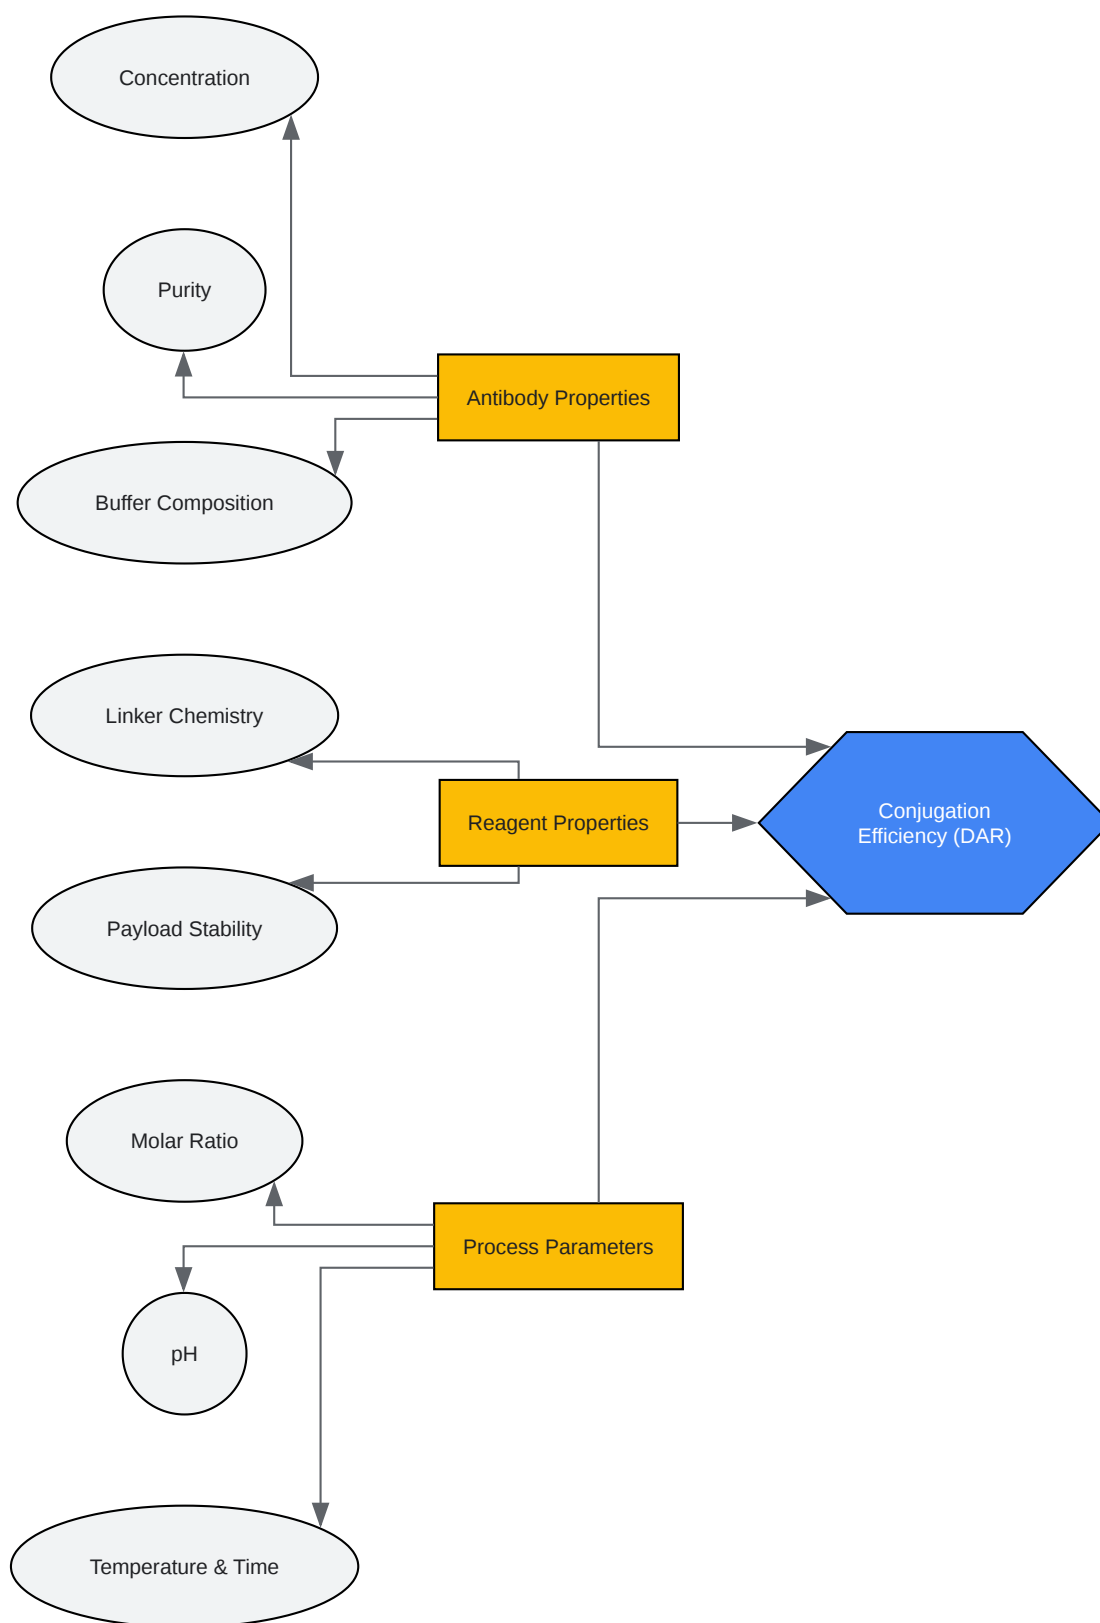 Concentration
Purity
Antibody Properties
Buffer Composition
Linker Chemistry
Reagent Properties
Conjugation
Efficiency (DAR)
Payload Stability
Molar Ratio
Process Parameters
pH
Temperature & Time